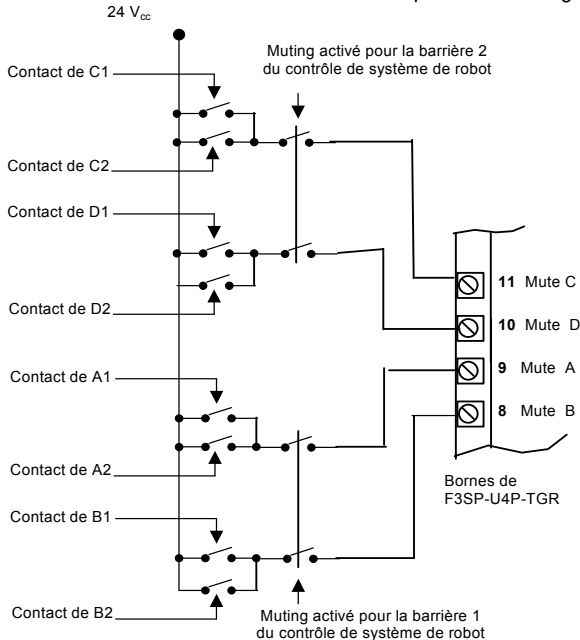 24 Vcc
Muting activé pour la barrière 2
du contrôle de système de robot
Contact de C1
Contact de C2
Contact de D1
Contact de D2
11 Mute C
10 Mute D
9 Mute A
8 Mute B
Contact de A1
Contact de A2
Bornes de
F3SP-U4P-TGR
Contact de B1
Contact de B2
Muting activé pour la barrière 1
du contrôle de système de robot